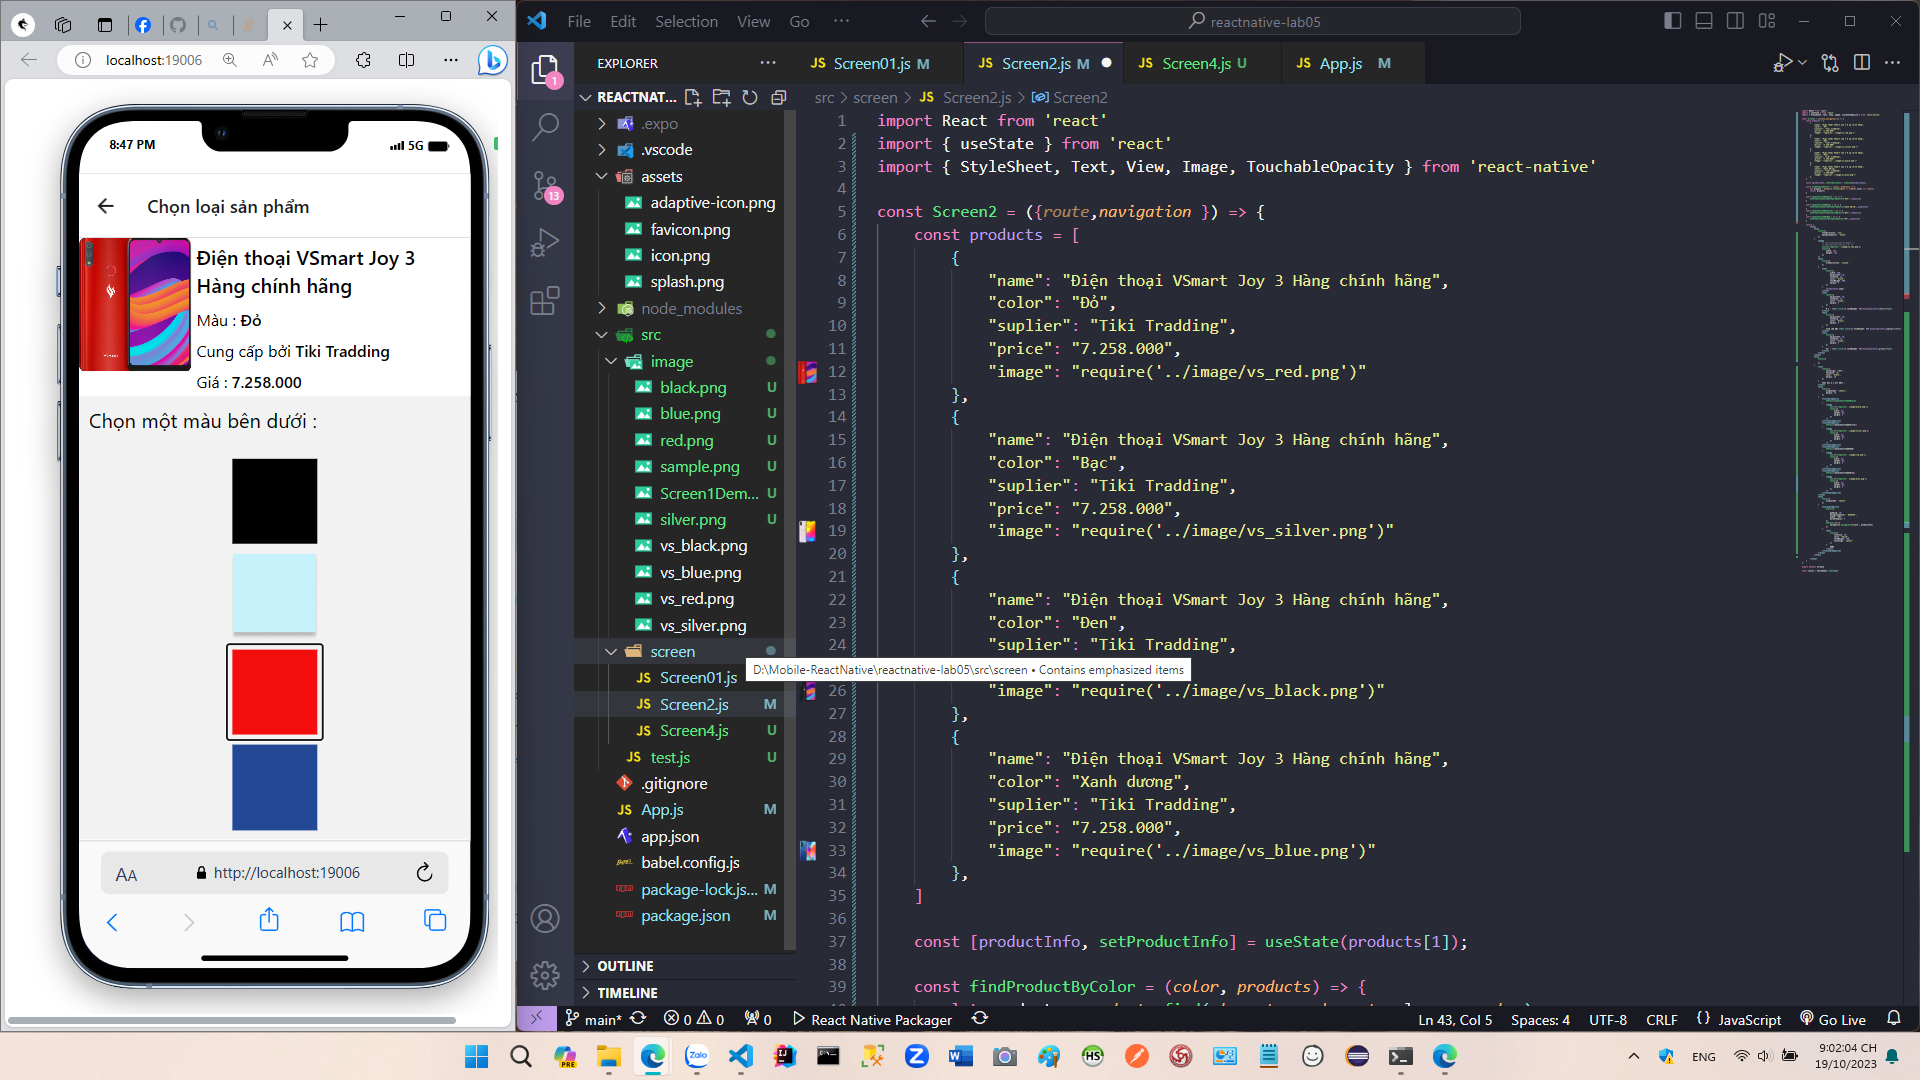 localhost:19006
8:47 PM
5G
Chọn loại sản phẩm
Điện thoại VSmart Joy 3
Hàng chính hãng
Màu : Đỏ
Cung cấp bởi Tiki Tradding
Giá : 7.258.000
Chọn một màu bên dưới :
AA
http://localhost:19006
File Edit Selection View Go ···
reactnative-lab05
EXPLORER
REACTNAT...
.expo
.vscode
assets
adaptive-icon.png
favicon.png
icon.png
splash.png
node_modules
src
image
black.png U
blue.png U
red.png U
sample.png U
Screen1Dem... U
silver.png U
vs_black.png
vs_blue.png
vs_red.png
vs_silver.png
screen
Screen01.js
Screen2.js M
Screen4.js U
test.js U
.gitignore
App.js M
app.json
babel.config.js
package-lock.js... M
package.json M
OUTLINE
TIMELINE
1
13
D:\Mobile-ReactNative\reactnative-lab05\src\screen • Contains emphasized items
JS Screen01.js M
JS Screen2.js M
JS Screen4.js U
JS App.js M
src > screen > JS Screen2.js > Screen2
1 import React from 'react'
2 import { useState } from 'react'
3 import { StyleSheet, Text, View, Image, TouchableOpacity } from 'react-native'
4
5 const Screen2 = ({route,navigation }) => {
6 const products = [
7 {
8 "name": "Điện thoại VSmart Joy 3 Hàng chính hãng",
9 "color": "Đỏ",
10 "suplier": "Tiki Tradding",
11 "price": "7.258.000",
12 "image": "require('../image/vs_red.png')"
13 },
14 {
15 "name": "Điện thoại VSmart Joy 3 Hàng chính hãng",
16 "color": "Bạc",
17 "suplier": "Tiki Tradding",
18 "price": "7.258.000",
19 "image": "require('../image/vs_silver.png')"
20 },
21 {
22 "name": "Điện thoại VSmart Joy 3 Hàng chính hãng",
23 "color": "Đen",
24 "suplier": "Tiki Tradding",
26 "image": "require('../image/vs_black.png')"
27 },
28 {
29 "name": "Điện thoại VSmart Joy 3 Hàng chính hãng",
30 "color": "Xanh dương",
31 "suplier": "Tiki Tradding",
32 "price": "7.258.000",
33 "image": "require('../image/vs_blue.png')"
34 },
35 ]
36
37 const [productInfo, setProductInfo] = useState(products[1]);
38
39 const findProductByColor = (color, products) => {
main* 0 0 0 React Native Packager
Ln 43, Col 5 Spaces: 4 UTF-8 CRLF {} JavaScript Go Live
ENG
9:02:04 CH
19/10/2023